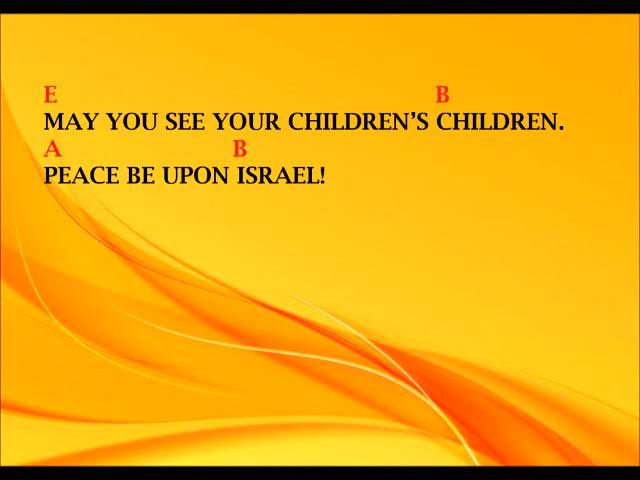 E B
MAY YOU SEE YOUR CHILDREN'S CHILDREN.
A B
PEACE BE UPON ISRAEL!